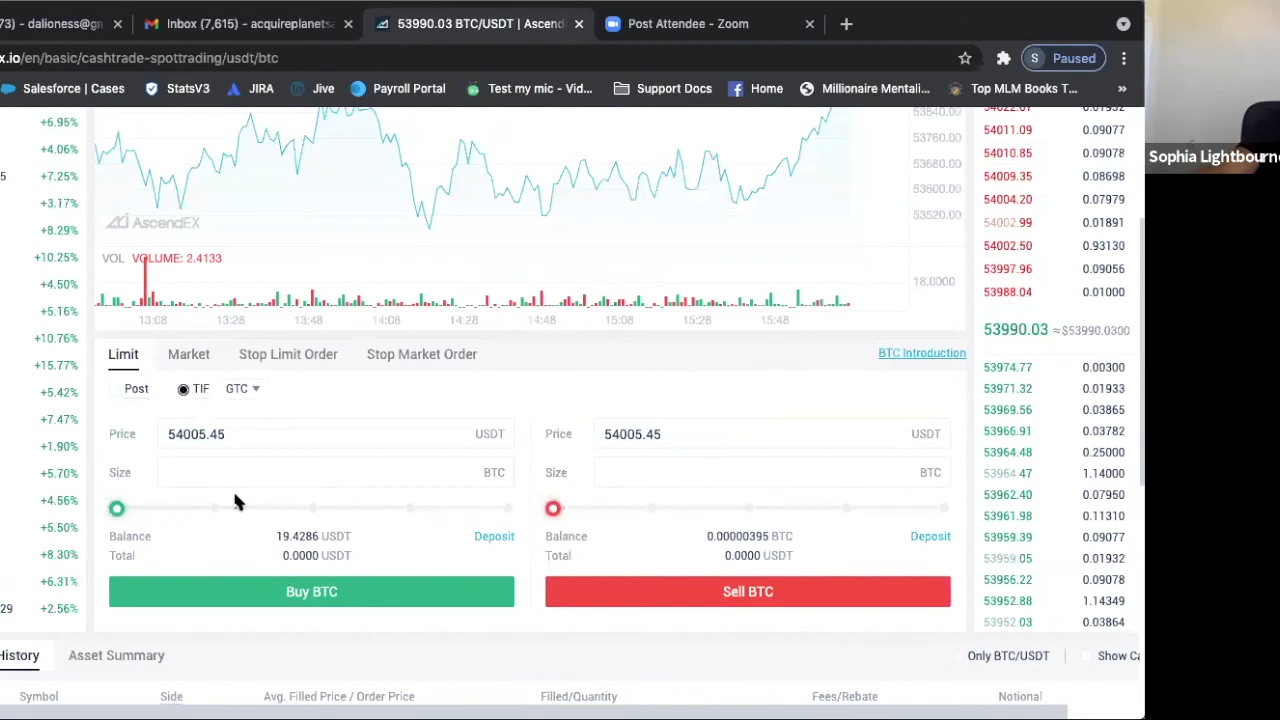 73) - dalioness@gn
Inbox (7,615) - acquireplanets
53990.03 BTC/USDT | Ascend
Post Attendee - Zoom
x.io/en/basic/cashtrade-spottrading/usdt/btc
S Paused
Salesforce | Cases
StatsV3
JIRA
Jive
Payroll Portal
Test my mic - Vid...
Support Docs
Home
Millionaire Mentali...
Top MLM Books T...
»
+6.95%
+4.06%
5 +7.25%
+3.17%
+8.29%
+10.25%
+4.50%
+5.16%
+10.76%
+15.77%
+5.42%
+7.47%
+1.90%
+5.70%
+4.56%
+5.50%
+8.30%
+6.31%
29 +2.56%
53840.00
53760.00
53680.00
53600.00
53520.00
AscendEX
VOL VOLUME: 2.4133
18.0000
13:08 13:28 13:48 14:08 14:28 14:48 15:08 15:28 15:48
Limit Market Stop Limit Order Stop Market Order BTC Introduction
Post TIF GTC
Price 54005.45 USDT
Size BTC
Balance 19.4286 USDT Deposit
Total 0.0000 USDT
Buy BTC
Price 54005.45 USDT
Size BTC
Balance 0.00000395 BTC Deposit
Total 0.0000 USDT
Sell BTC
54022.07 0.01932
54011.09 0.09077
54010.85 0.09078
54009.35 0.08698
54004.20 0.07979
54002.99 0.01891
54002.50 0.93130
53997.96 0.09056
53988.04 0.01000
53990.03 ≈$53990.0300
53974.77 0.00300
53971.32 0.01933
53969.56 0.03865
53966.91 0.03782
53964.48 0.25000
53964.47 1.14000
53962.40 0.07950
53961.98 0.11310
53959.39 0.09077
53959.05 0.01932
53956.22 0.09078
53952.88 1.14349
53952.03 0.03864
History Asset Summary Only BTC/USDT Show Ca
Symbol Side Avg. Filled Price / Order Price Filled/Quantity Fees/Rebate Notional
Sophia Lightbourne